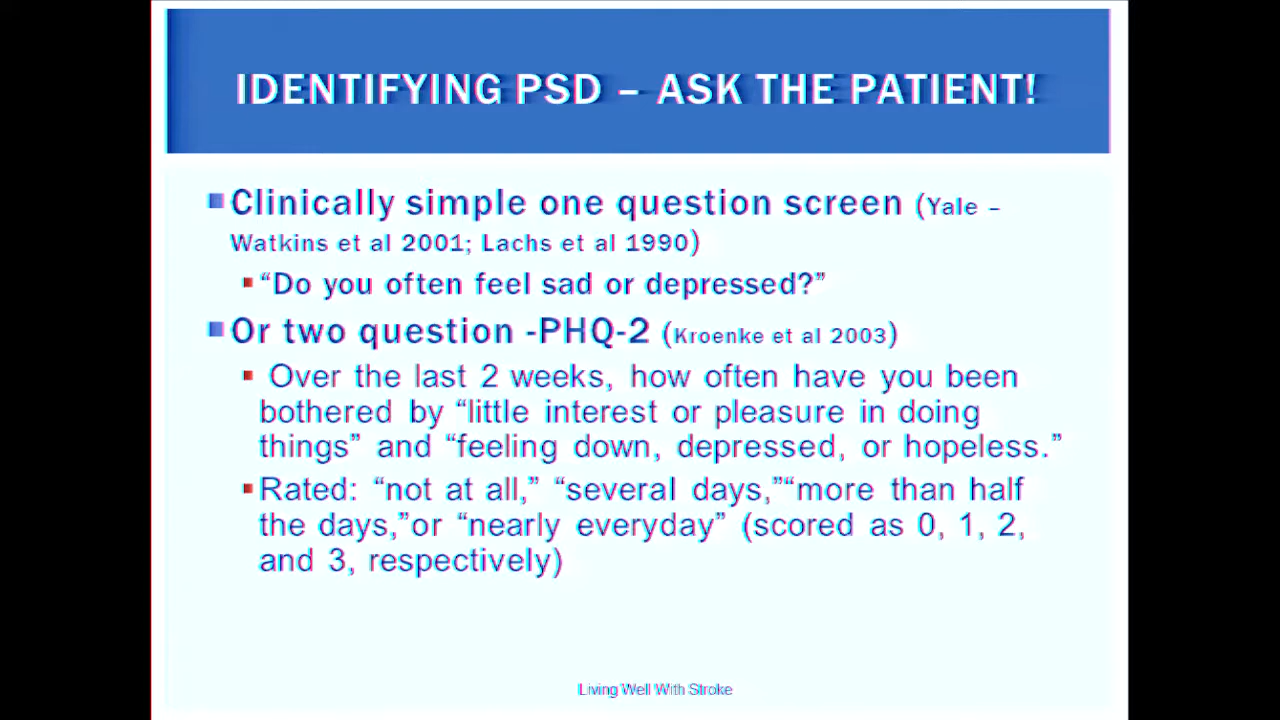 IDENTIFYING PSD – ASK THE PATIENT!
Clinically simple one question screen (Yale –
Watkins et al 2001; Lachs et al 1990)
“Do you often feel sad or depressed?”
Or two question -PHQ-2 (Kroenke et al 2003)
Over the last 2 weeks, how often have you been
bothered by “little interest or pleasure in doing
things” and “feeling down, depressed, or hopeless.”
Rated: “not at all,” “several days,”“more than half
the days,”or “nearly everyday” (scored as 0, 1, 2,
and 3, respectively)
Living Well With Stroke